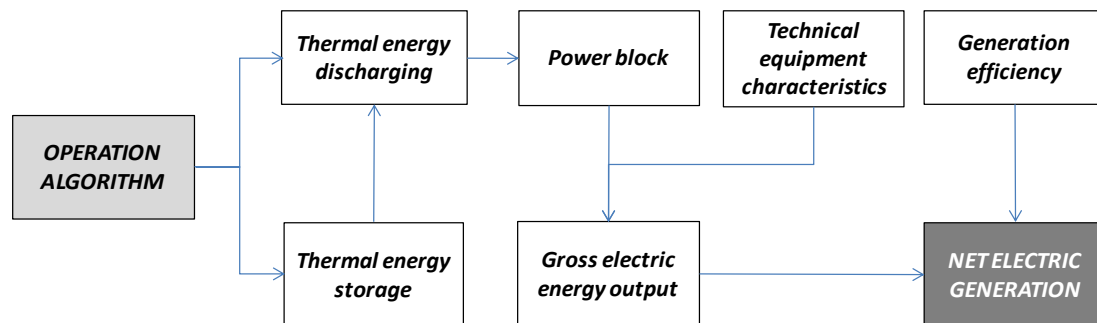 Thermal energy
discharging
Power block
Technical
equipment
characteristics
Generation
efficiency
OPERATION
ALGORITHM
Thermal energy
storage
Gross electric
energy output
NET ELECTRIC
GENERATION